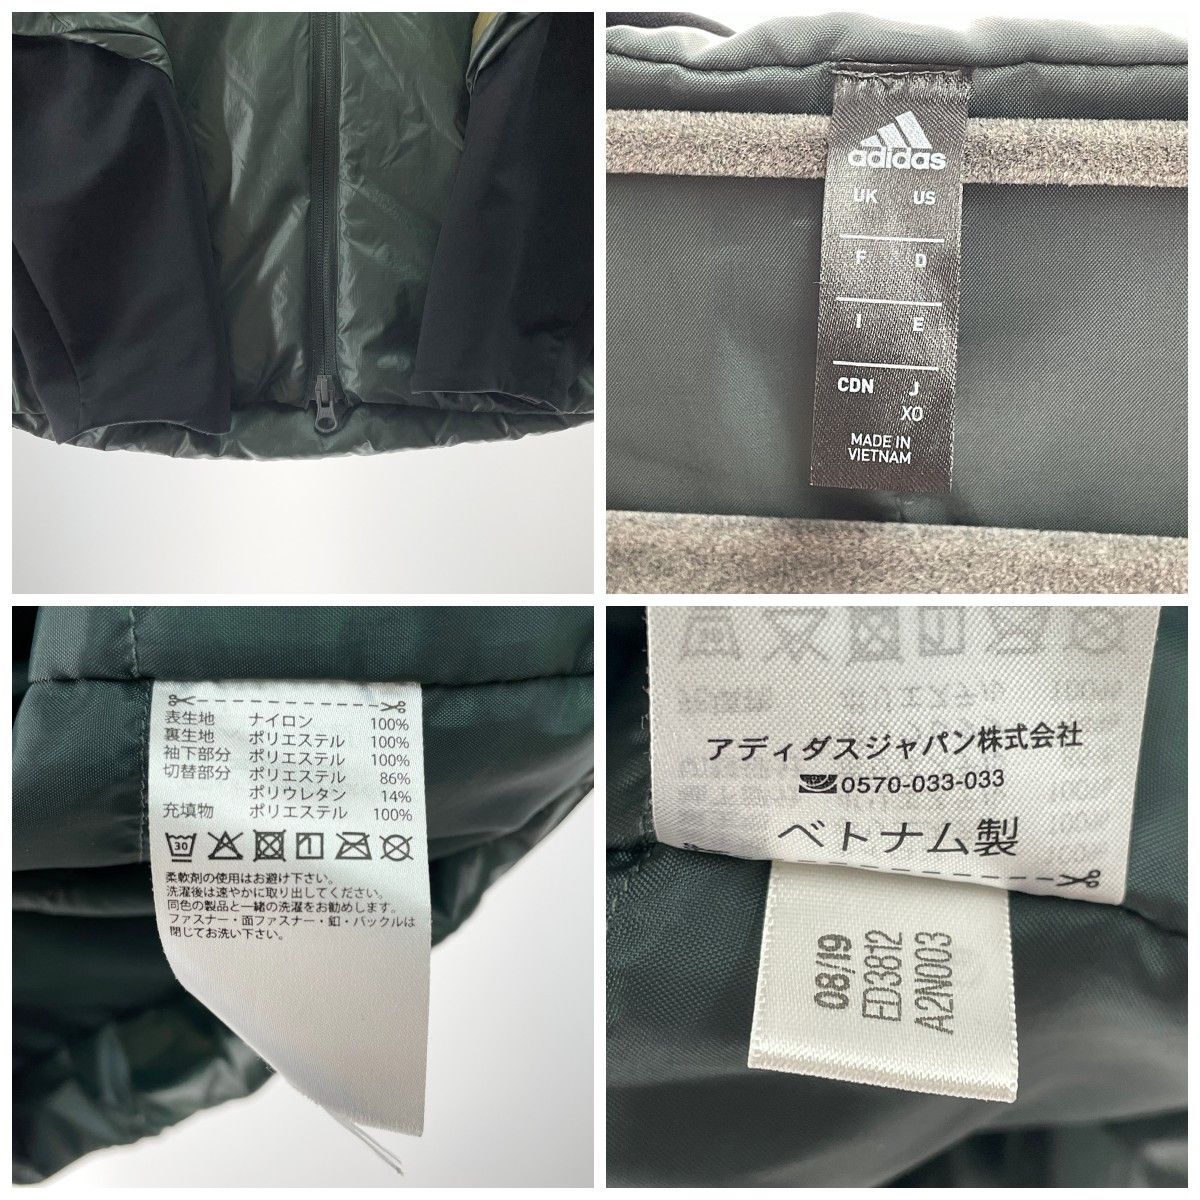 adidas
UK US
F D
I E
CDN J
XO
MADE IN
VIETNAM
表生地 ナイロン 100%
裏生地 ポリエステル 100%
袖下部分 ポリエステル 100%
切替部分 ポリエステル 86%
ポリウレタン 14%
充填物 ポリエステル 100%
30
柔軟剤の使用はお避け下さい。
洗濯後は速やかに取り出してください。
同色の製品と一緒の洗濯をお勧めします。
ファスナー・面ファスナー・釦・バックルは
閉じてお洗い下さい。
アディダスジャパン株式会社
0570-033-033
ベトナム製
08/19
ED3812
A2N003